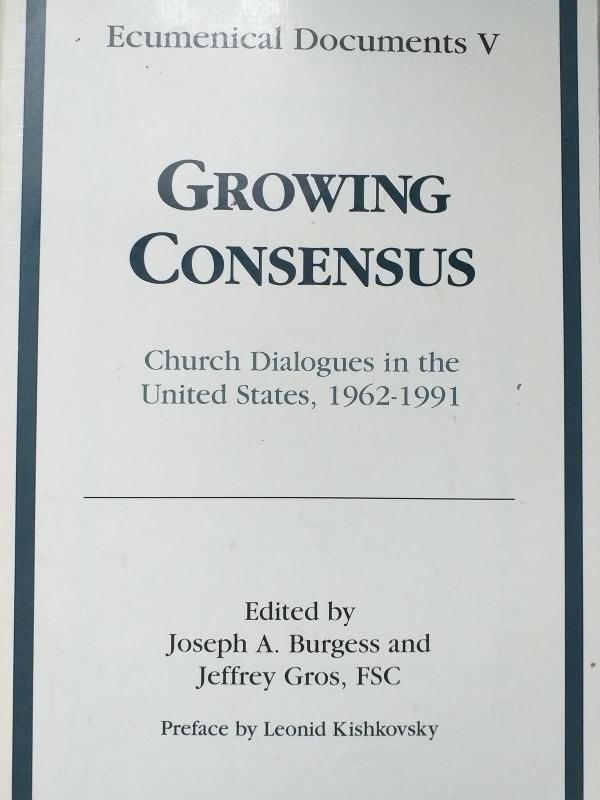 Ecumenical Documents V
GROWING
CONSENSUS
Church Dialogues in the
United States, 1962-1991
Edited by
Joseph A. Burgess and
Jeffrey Gros, FSC
Preface by Leonid Kishkovsky